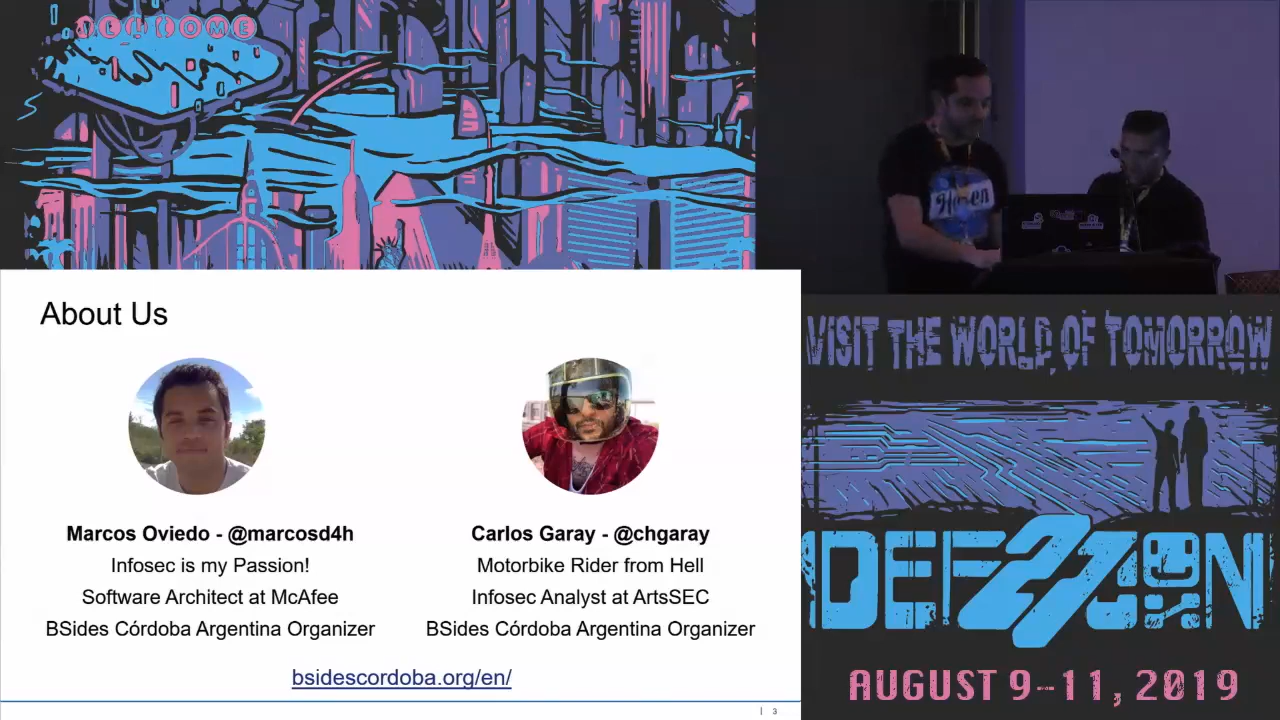 WELCOME
About Us
Marcos Oviedo - @marcosd4h
Infosec is my Passion!
Software Architect at McAfee
BSides Córdoba Argentina Organizer
Carlos Garay - @chgaray
Motorbike Rider from Hell
Infosec Analyst at ArtsSEC
BSides Córdoba Argentina Organizer
bsidescordoba.org/en/
| 3
VISIT THE WORLD OF TOMORROW
DEF 27 CON
AUGUST 9-11, 2019